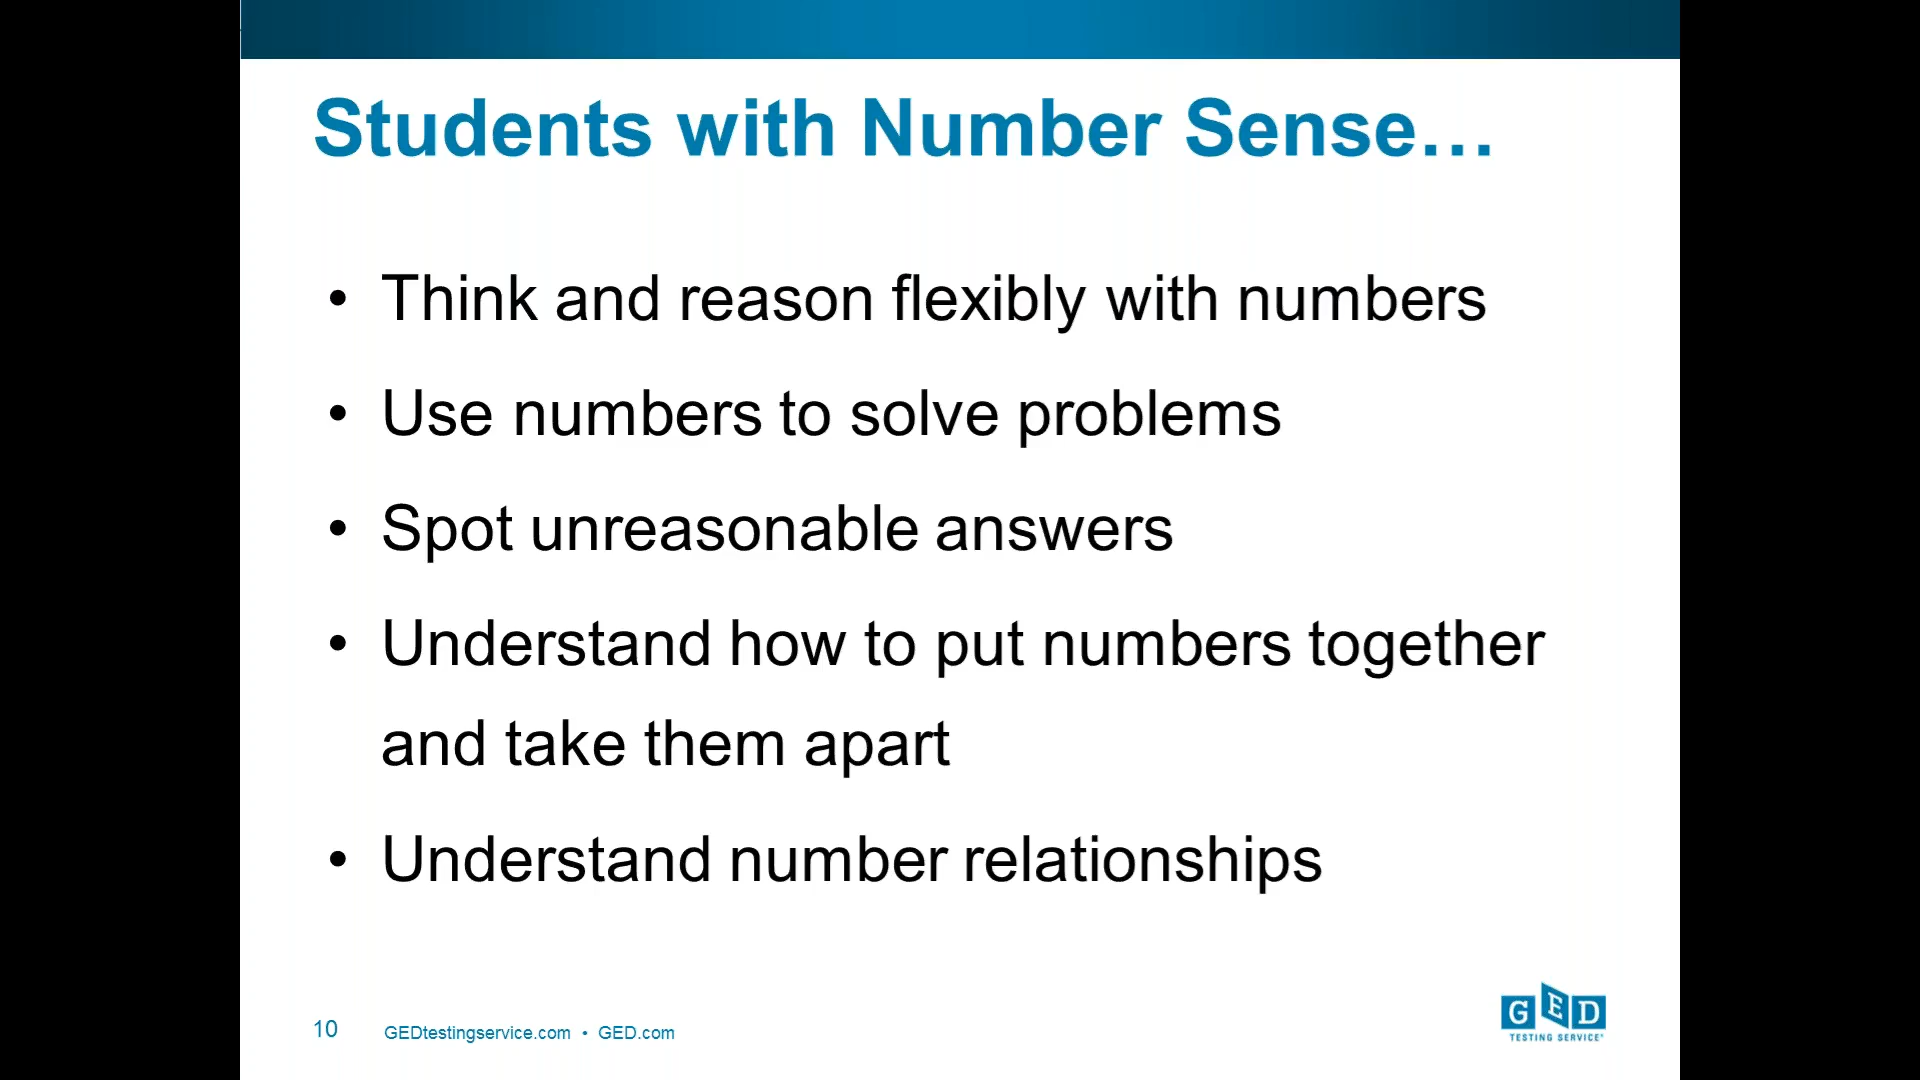 Students with Number Sense…
• Think and reason flexibly with numbers
• Use numbers to solve problems
• Spot unreasonable answers
• Understand how to put numbers together
and take them apart
• Understand number relationships
10 GEDtestingservice.com • GED.com
GED
TESTING SERVICE